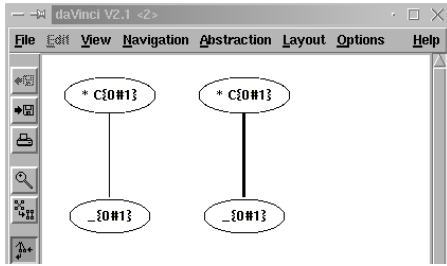 daVinci V2.1 <2>
File Edit View Navigation Abstraction Layout Options Help
* C{0#1} * C{0#1}
_{0#1} _{0#1}